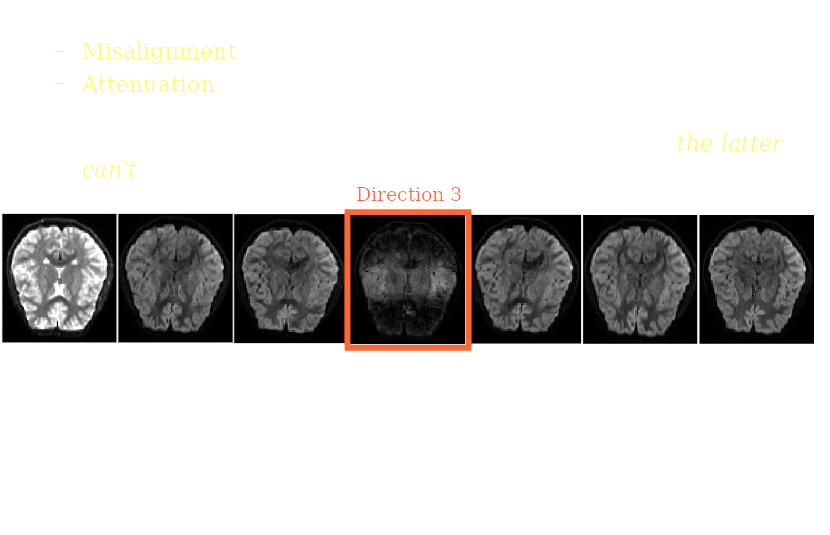 – Misalignment
– Attenuation
the latter
can't
Direction 3